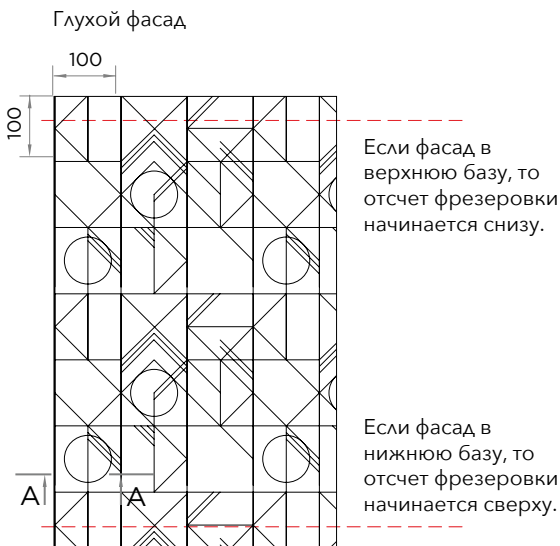 Глухой фасад
100
100
Если фасад в
верхнюю базу, то
отсчет фрезеровки
начинается снизу.
Если фасад в
нижнюю базу, то
отсчет фрезеровки
начинается сверху.
А А